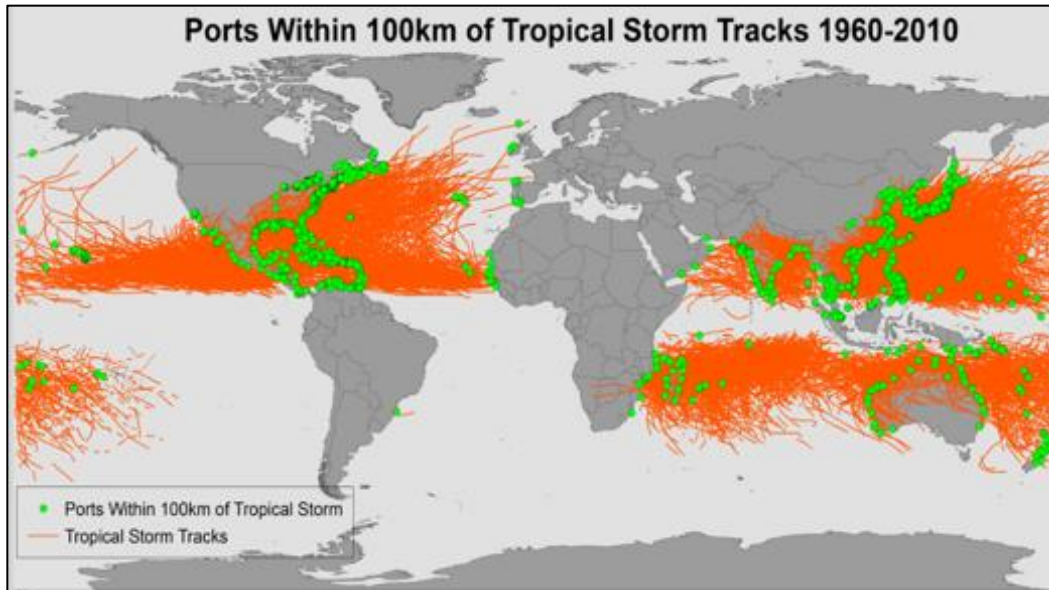 Ports Within 100km of Tropical Storm Tracks 1960-2010
Ports Within 100km of Tropical Storm
Tropical Storm Tracks